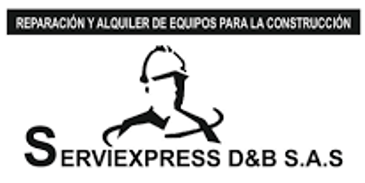 REPARACIÓN Y ALQUILER DE EQUIPOS PARA LA CONSTRUCCIÓN
SERVIEXPRESS D&B S.A.S